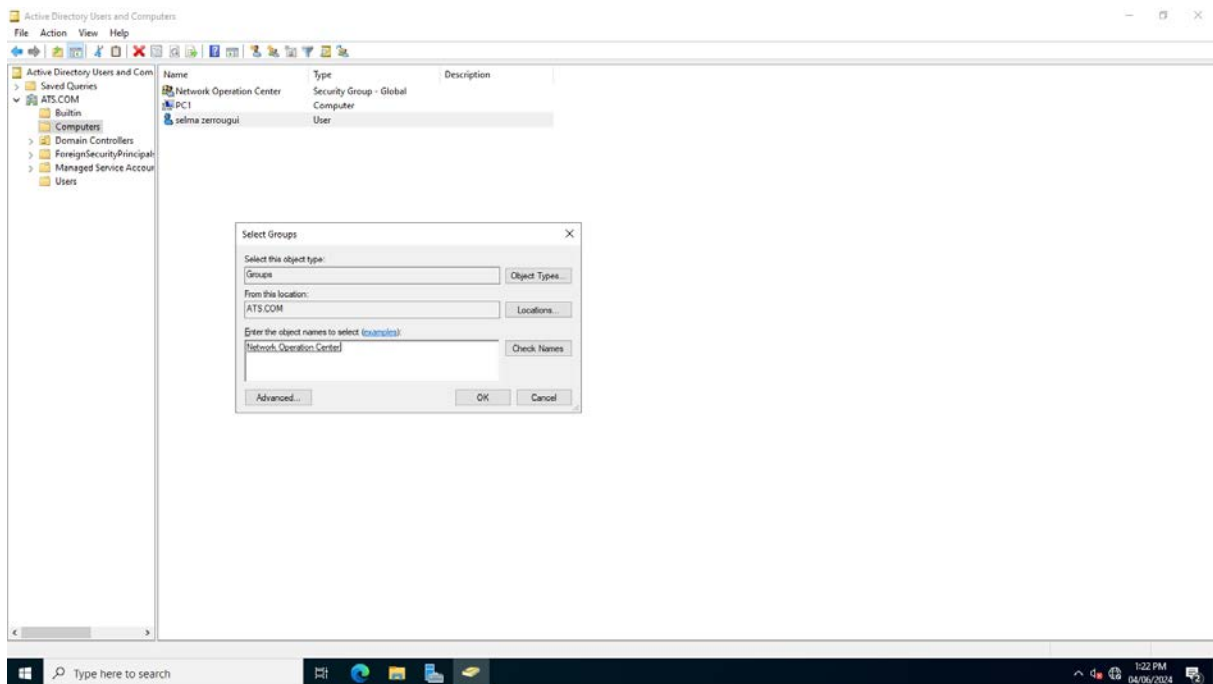 Active Directory Users and Computers
File Action View Help
Active Directory Users and Com
Saved Queries
ATS.COM
Builtin
Computers
Domain Controllers
ForeignSecurityPrincipals
Managed Service Accour
Users
Name Type Description
Network Operation Center Security Group - Global
PC1 Computer
selma zerrougui User
Select Groups
Select this object type:
Groups
Object Types...
From this location:
ATS.COM
Locations...
Enter the object names to select (examples):
Network Operation Center
Check Names
Advanced...
OK
Cancel
Type here to search
1:22 PM
04/06/2024
2